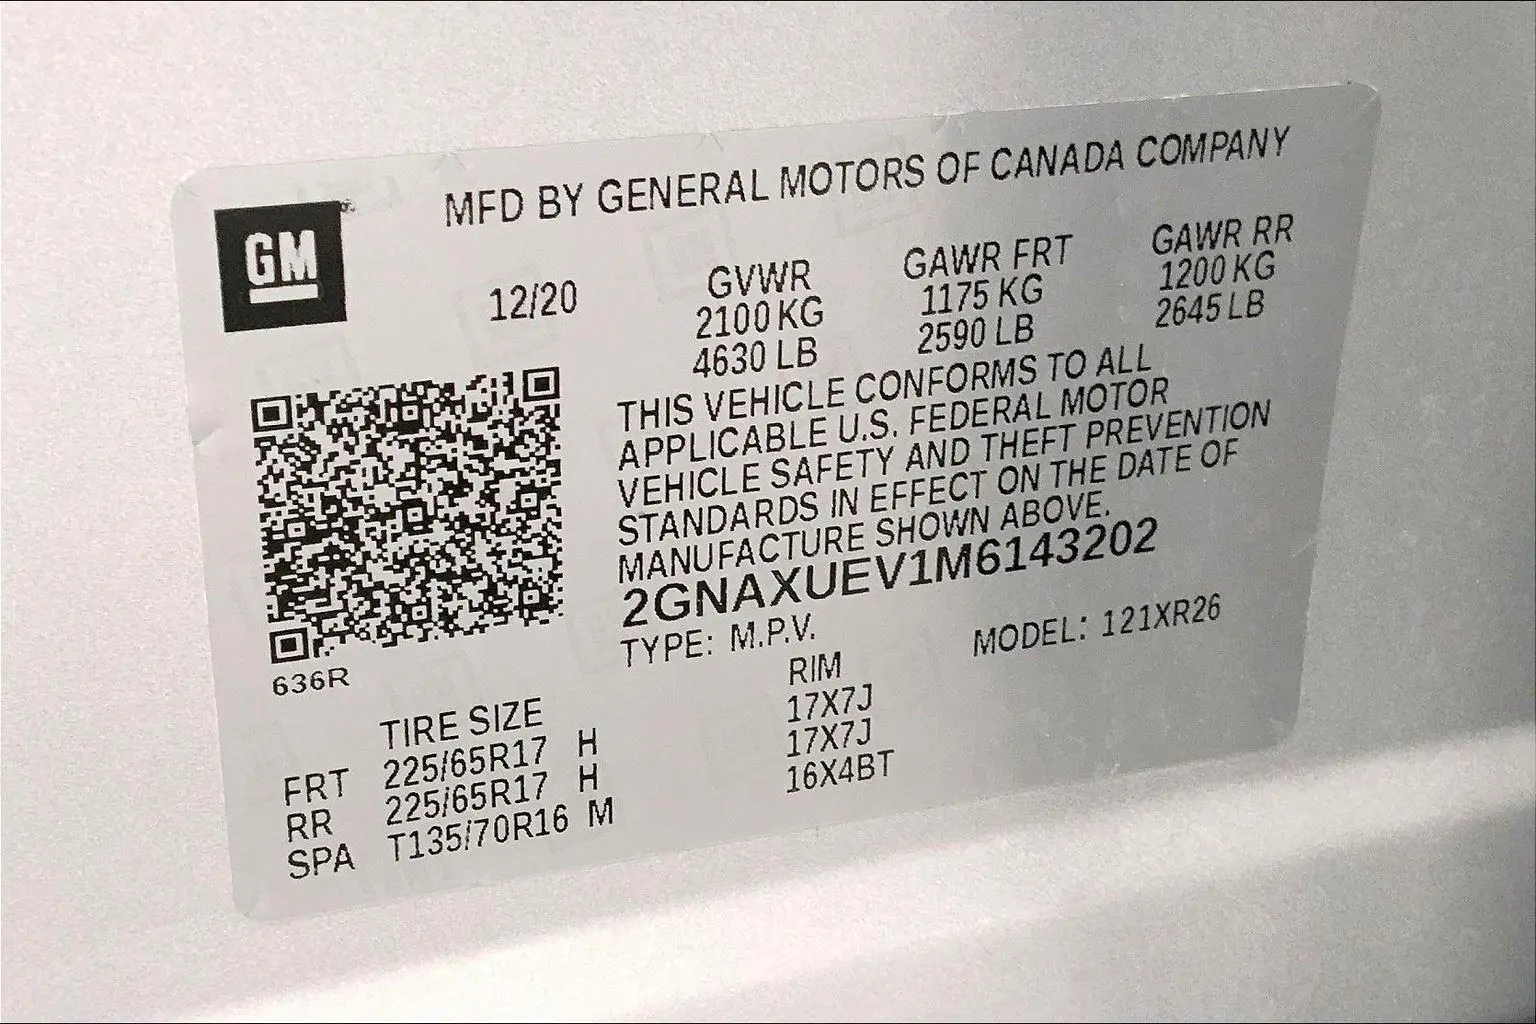 GM
MFD BY GENERAL MOTORS OF CANADA COMPANY
12/20 GVWR GAWR FRT GAWR RR
2100 KG 1175 KG 1200 KG
4630 LB 2590 LB 2645 LB
THIS VEHICLE CONFORMS TO ALL
APPLICABLE U.S. FEDERAL MOTOR
VEHICLE SAFETY AND THEFT PREVENTION
STANDARDS IN EFFECT ON THE DATE OF
MANUFACTURE SHOWN ABOVE.
2GNAXUEV1M6143202
TYPE: M.P.V. MODEL: 121XR26
636R
TIRE SIZE RIM
FRT 225/65R17 H 17X7J
RR 225/65R17 H 17X7J
SPA T135/70R16 M 16X4BT